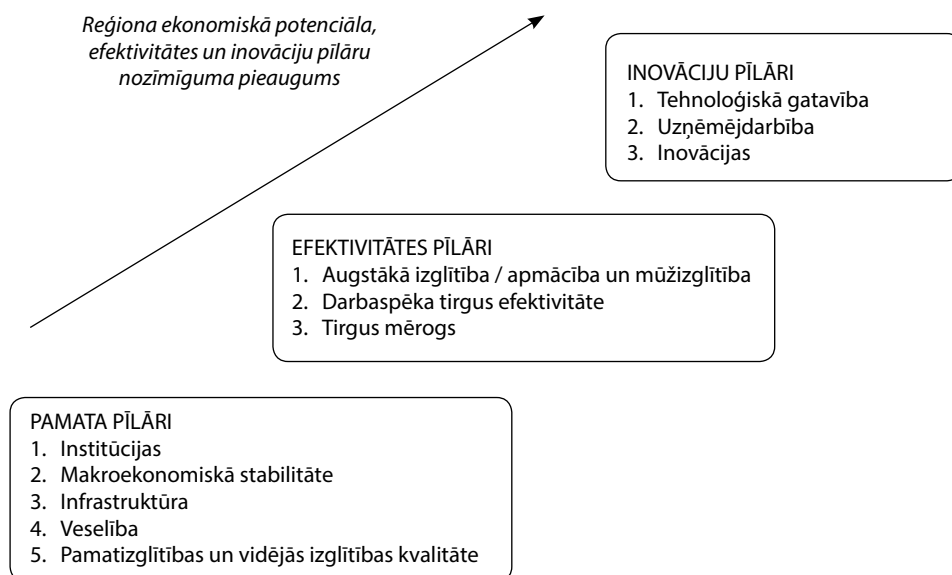 Reģiona ekonomiskā potenciāla,
efektivitātes un inovāciju pīlāru
nozīmīguma pieaugums
INOVĀCIJU PĪLĀRI
1. Tehnoloģiskā gatavība
2. Uzņēmējdarbība
3. Inovācijas
EFEKTIVITĀTES PĪLĀRI
1. Augstākā izglītība / apmācība un mūžizglītība
2. Darbaspēka tirgus efektivitāte
3. Tirgus mērogs
PAMATA PĪLĀRI
1. Institūcijas
2. Makroekonomiskā stabilitāte
3. Infrastruktūra
4. Veselība
5. Pamatizglītības un vidējās izglītības kvalitāte